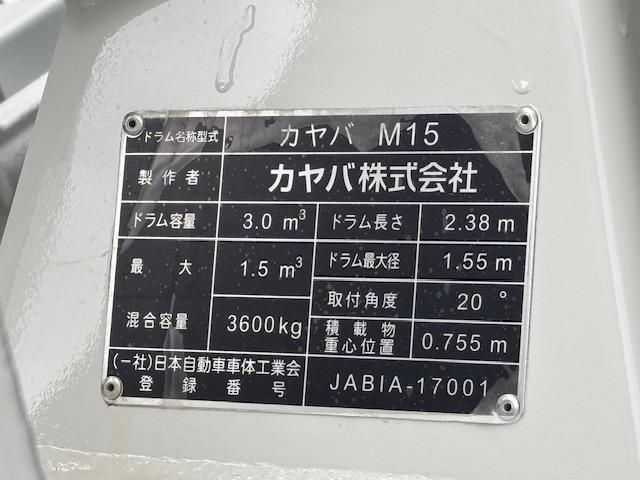 ドラム名称型式 カヤバ M15
製作者 カヤバ株式会社
ドラム容量 3.0 m³ ドラム長さ 2.38 m
最大 1.5 m³ ドラム最大径 1.55 m
混合容量 3600kg 取付角度 20°
積載物
重心位置 0.755 m
(一社)日本自動車車体工業会
登録番号 JABIA-17001